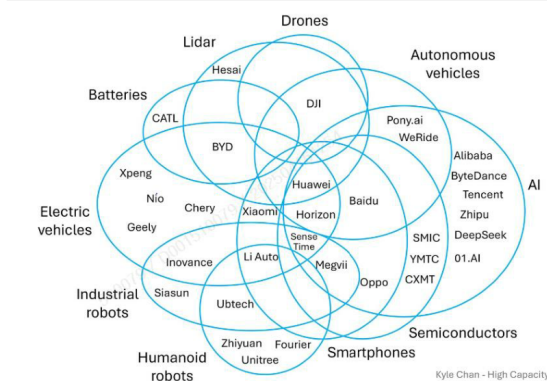 Drones
Lidar
Autonomous
vehicles
Hesai
Batteries
DJI
CATL
Pony.ai
WeRide
BYD
Alibaba
ByteDance
AI
Xpeng
Huawei
Tencent
Nío
Chery
Xiaomi
Horizon
Baidu
Zhipu
Electric
vehicles
Geely
Sense
Time
SMIC
DeepSeek
Inovance
Li Auto
Megvii
YMTC
01.AI
Industrial
robots
Siasun
Ubtech
Oppo
CXMT
Semiconductors
Zhiyuan
Fourier
Smartphones
Humanoid
robots
Unitree
Kyle Chan - High Capacity